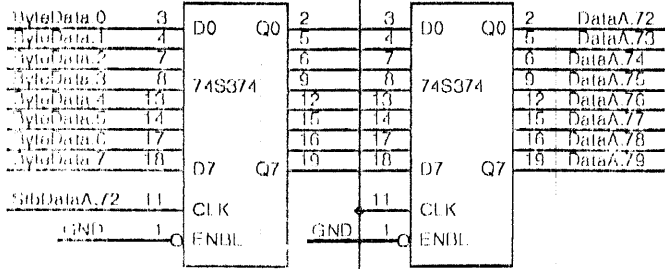 ByteData.0 3 D0 Q0 2 3 D0 Q0 2 DataA.72
ByteData.1 4 5 4 5 DataA.73
ByteData.2 7 6 7 6 DataA.74
ByteData.3 8 74S374 9 8 74S374 9 DataA.75
ByteData.4 13 12 13 12 DataA.76
ByteData.5 14 15 14 15 DataA.77
ByteData.6 17 16 17 16 DataA.78
ByteData.7 18 D7 Q7 19 18 D7 Q7 19 DataA.79
StbDataA.72 11 CLK 11 CLK
GND 1 ENBL GND 1 ENBL